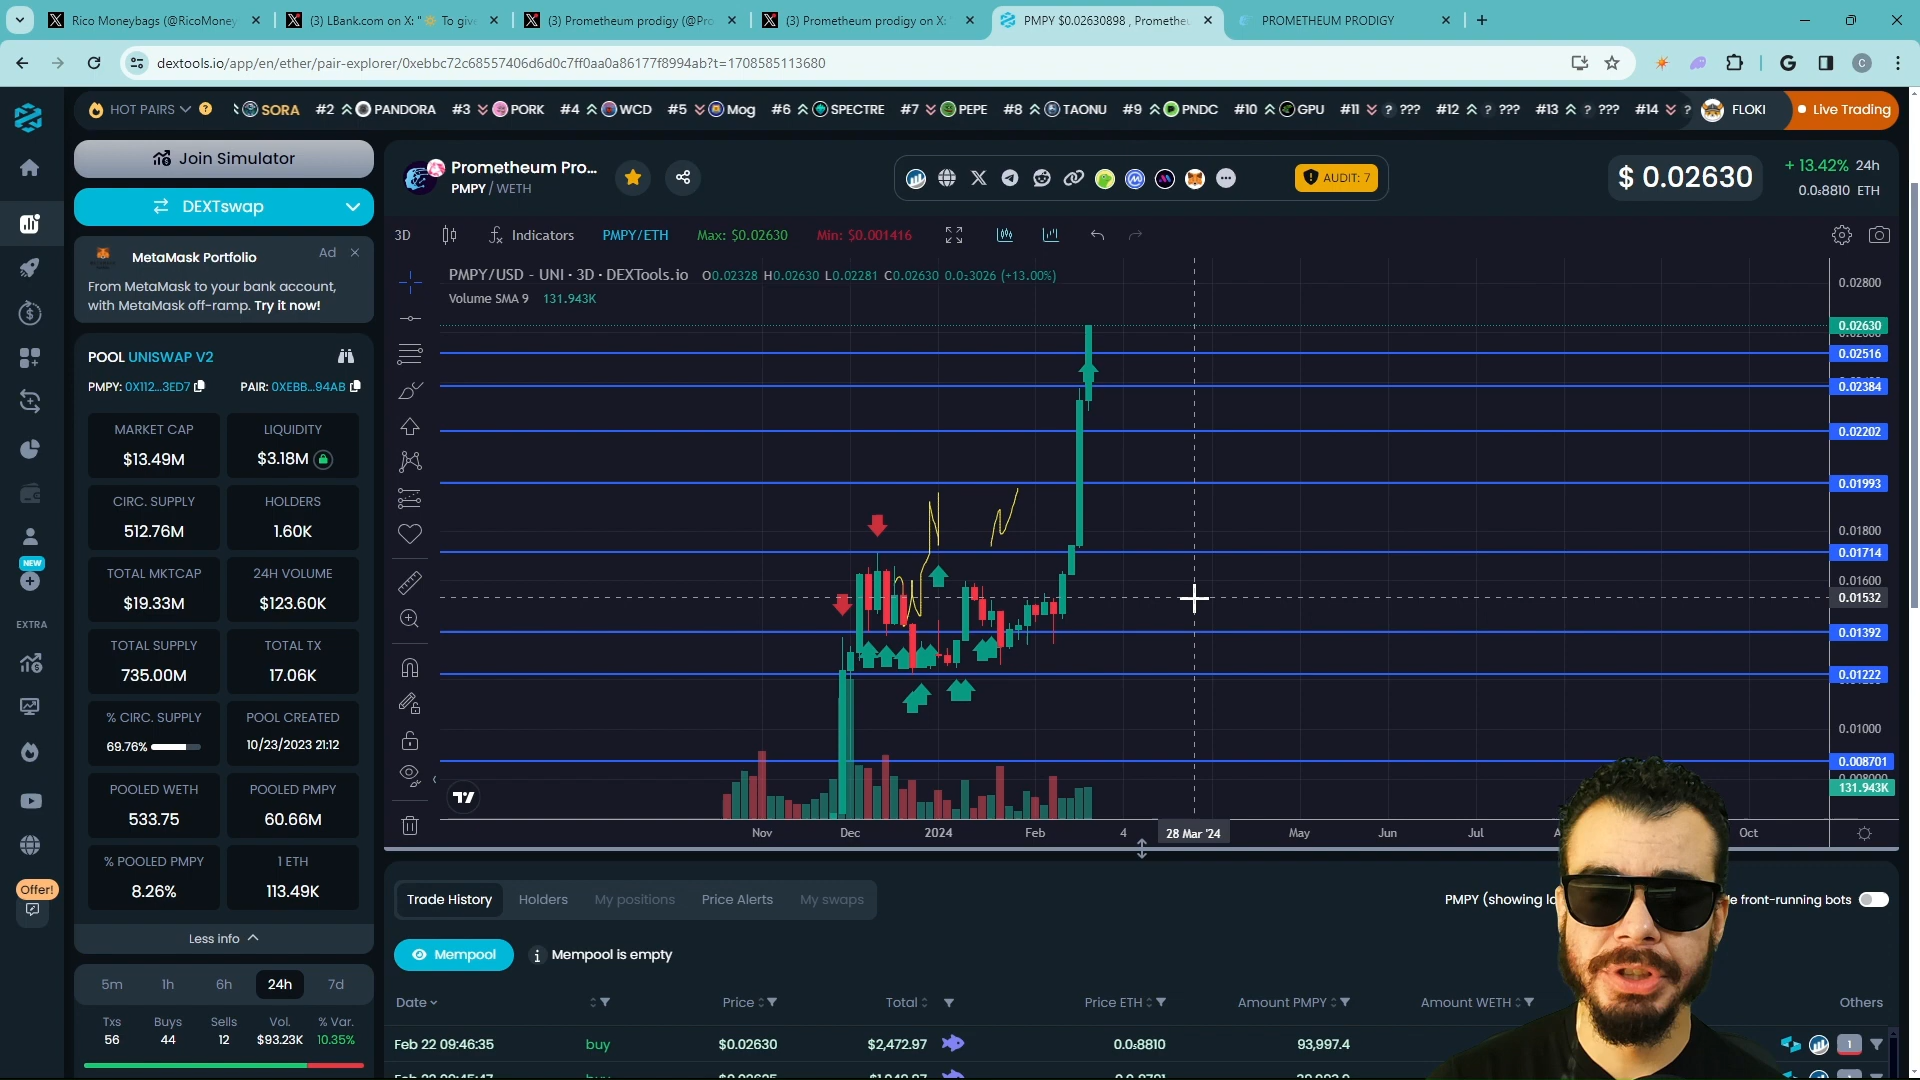 Rico Moneybags (@RicoMoney
(3) LBank.com on X: "☀️ To give
(3) Prometheum prodigy (@Pro
(3) Prometheum prodigy on X:
PMPY $0.02630898 , Prometheu
PROMETHEUM PRODIGY
dextools.io/app/en/ether/pair-explorer/0xebbc72c68557406d6d0c7ff0aa0a86177f8994ab?t=1708585113680
C
HOT PAIRS ? SORA #2 PANDORA #3 PORK #4 WCD #5 Mog #6 SPECTRE #7 PEPE #8 TAONU #9 PNDC #10 GPU #11 ? ??? #12 ? ??? #13 ? ??? #14 ? FLOKI Live Trading
Join Simulator
DEXTswap
MetaMask Portfolio
Ad
From MetaMask to your bank account,
with MetaMask off-ramp. Try it now!
POOL UNISWAP V2
PMPY: 0X112...3ED7 PAIR: 0XEBB...94AB
MARKET CAP LIQUIDITY
$13.49M $3.18M
CIRC. SUPPLY HOLDERS
512.76M 1.60K
TOTAL MKTCAP 24H VOLUME
$19.33M $123.60K
TOTAL SUPPLY TOTAL TX
735.00M 17.06K
% CIRC. SUPPLY POOL CREATED
69.76% 10/23/2023 21:12
POOLED WETH POOLED PMPY
533.75 60.66M
% POOLED PMPY 1 ETH
8.26% 113.49K
Less info
5m 1h 6h 24h 7d
Txs Buys Sells Vol. % Var.
56 44 12 $93.23K 10.35%
NEW
EXTRA
Offer!
Prometheum Pro...
PMPY / WETH
AUDIT: 7
$ 0.02630
+ 13.42% 24h
0.0₅8810 ETH
3D
Indicators
PMPY/ETH
Max: $0.02630
Min: $0.001416
PMPY/USD - UNI · 3D · DEXTools.io O0.02328 H0.02630 L0.02281 C0.02630 0.0₂3026 (+13.00%)
Volume SMA 9 131.943K
0.02800
0.02630
0.02516
0.02384
0.02202
0.01993
0.01800
0.01714
0.01600
0.01532
0.01392
0.01222
0.01000
0.008701
0.008000
131.943K
Nov Dec 2024 Feb 4 28 Mar '24 May Jun Jul A Oct
Trade History Holders My positions Price Alerts My swaps
PMPY (showing la
e front-running bots
Mempool
Mempool is empty
Date Price Total Price ETH Amount PMPY Amount WETH Others
Feb 22 09:46:35 buy $0.02630 $2,472.97 0.0₅8810 93,997.4 1